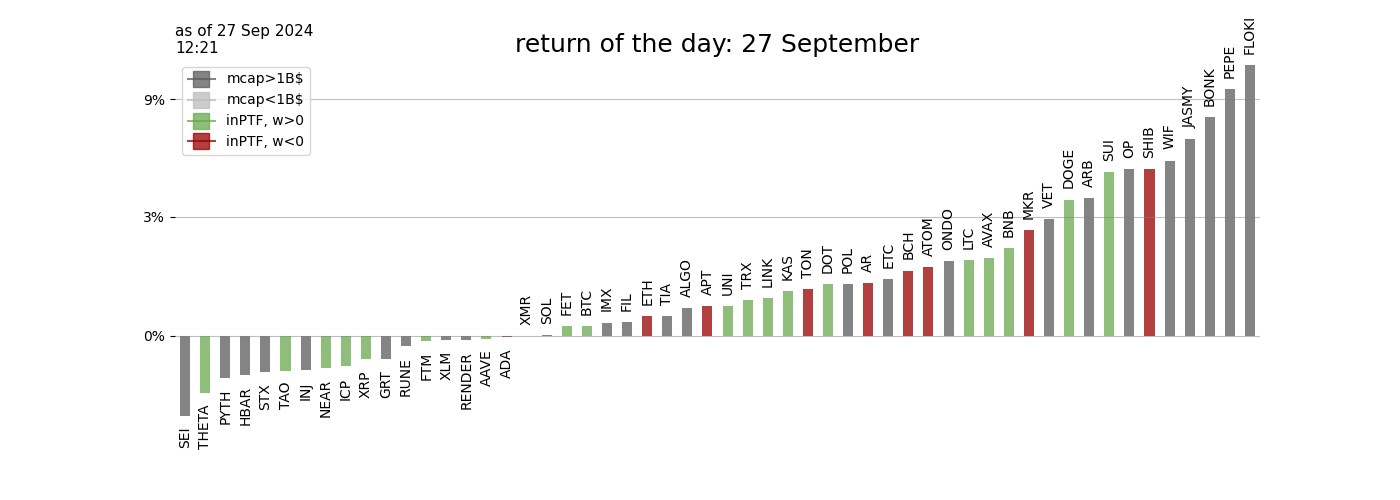 as of 27 Sep 2024
12:21
return of the day: 27 September
mcap>1B$
mcap<1B$
inPTF, w>0
inPTF, w<0
9%
3%
0%
SEI
THETA
PYTH
HBAR
STX
TAO
INJ
NEAR
ICP
XRP
GRT
RUNE
FTM
XLM
RENDER
AAVE
ADA
XMR
SOL
FET
BTC
IMX
FIL
ETH
TIA
ALGO
APT
UNI
TRX
LINK
KAS
TON
DOT
POL
AR
ETC
BCH
ATOM
ONDO
LTC
AVAX
BNB
MKR
VET
DOGE
ARB
SUI
OP
SHIB
WIF
JASMY
BONK
PEPE
FLOKI